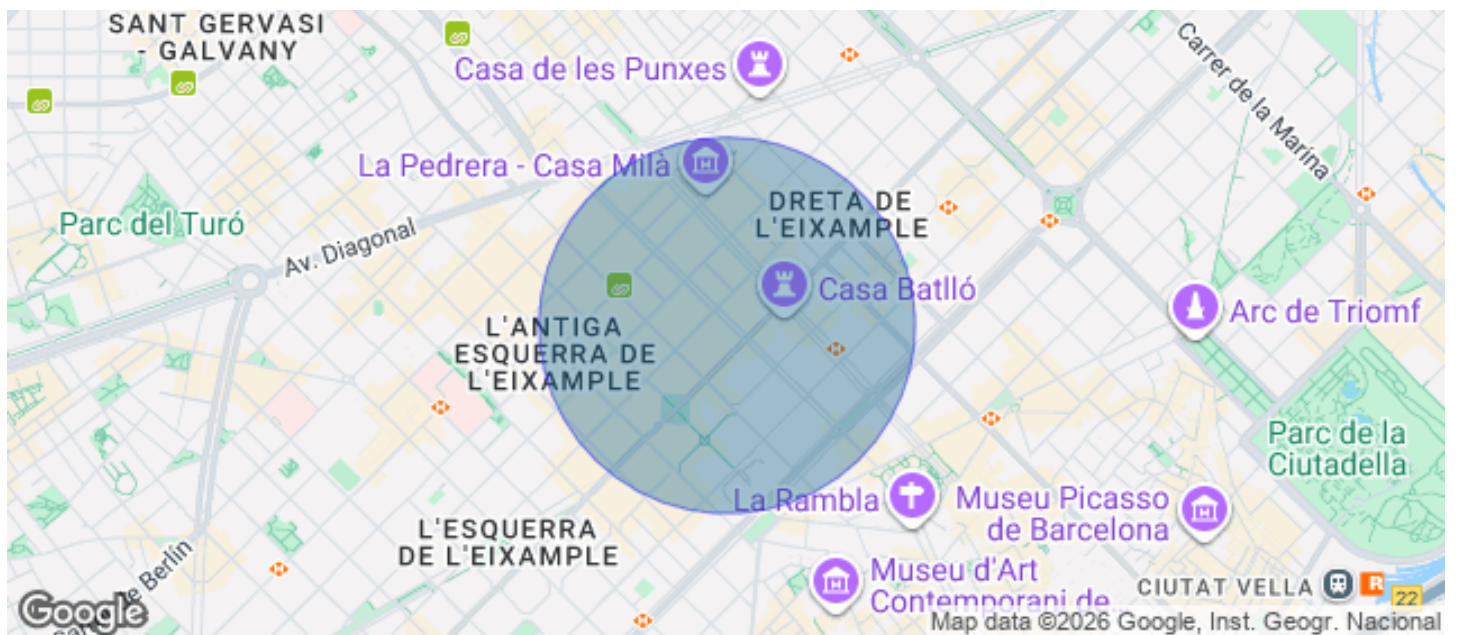 SANT GERVASI
- GALVANY
Casa de les Punxes
Carrer de la Marina
La Pedrera - Casa Milà
DRETA DE
L'EIXAMPLE
Parc del Turó
Av. Diagonal
Casa Batlló
Arc de Triomf
L'ANTIGA
ESQUERRA DE
L'EIXAMPLE
Parc de la
Ciutadella
La Rambla
Museu Picasso
de Barcelona
L'ESQUERRA
DE L'EIXAMPLE
de Berlín
Museu d'Art
Contemporani de...
CIUTAT VELLA
R
22
Google
Map data ©2026 Google, Inst. Geogr. Nacional